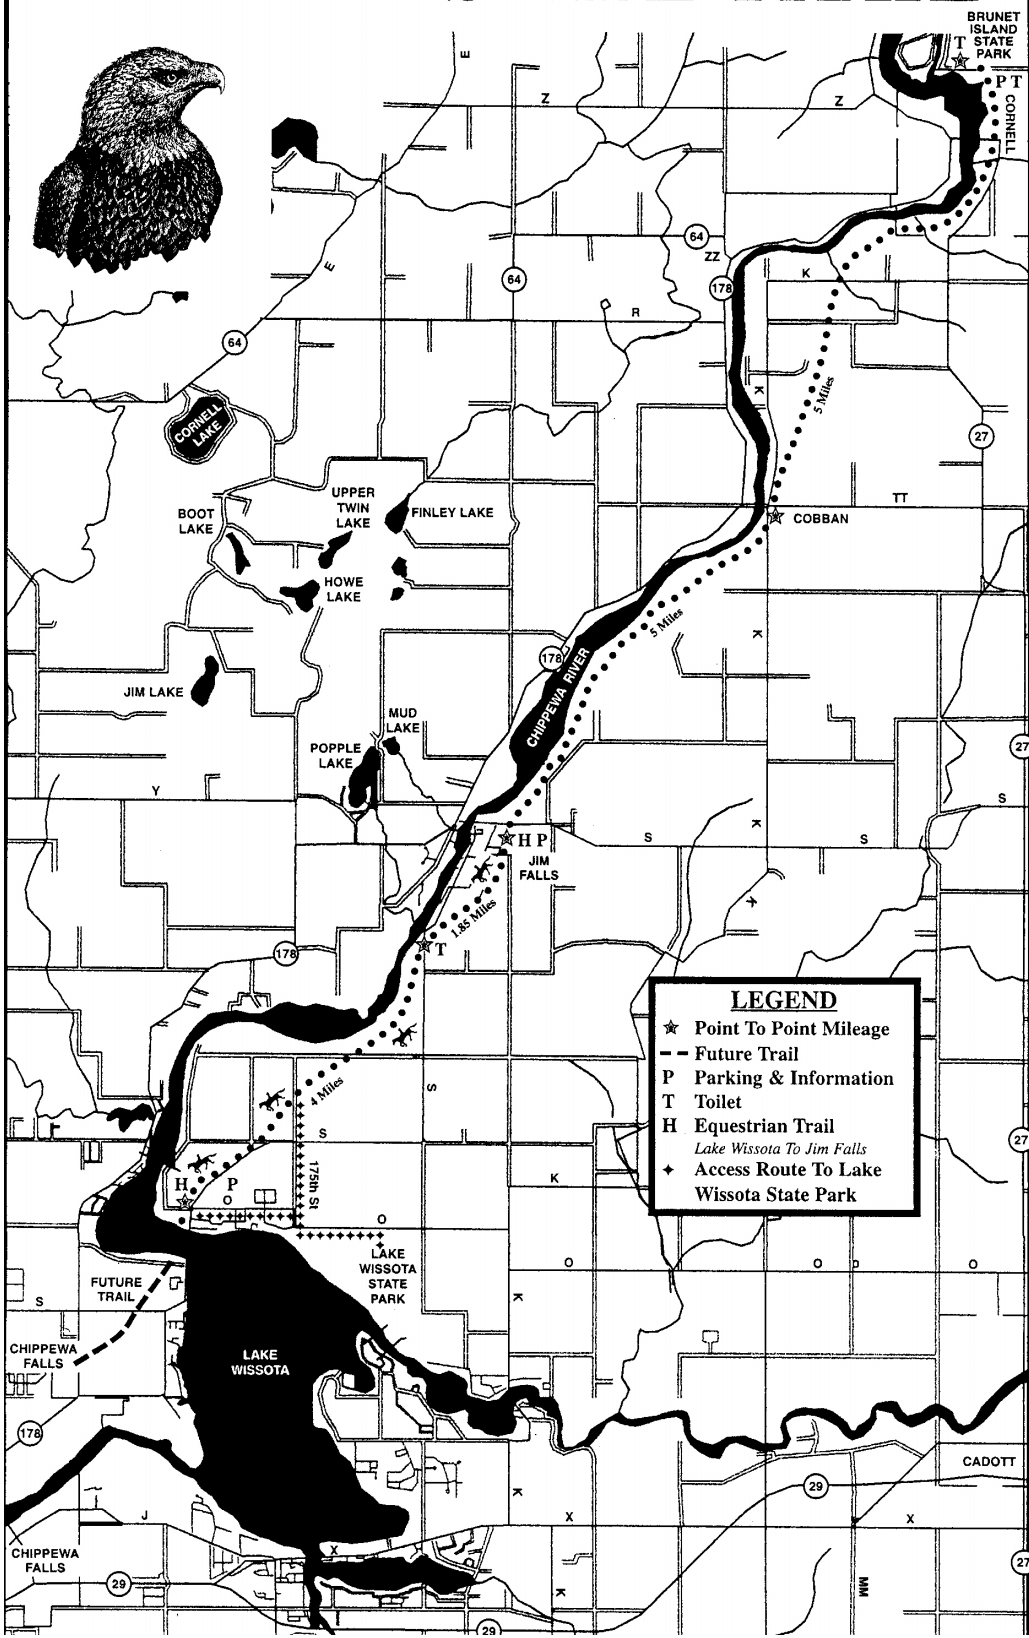 BRUNET
ISLAND
STATE
PARK
T
P T
CORNELL
E
Z
Z
64
ZZ
E
64
178
K
R
64
5 Miles
K
27
CORNELL
LAKE
UPPER
TWIN
LAKE
FINLEY LAKE
BOOT
LAKE
TT
COBBAN
HOWE
LAKE
5 Miles
K
178
CHIPPEWA RIVER
JIM LAKE
MUD
LAKE
POPPLE
LAKE
27
Y
S
K
S
S
H P
JIM
FALLS
K
1.85 Miles
T
178
LEGEND
Point To Point Mileage
Future Trail
P Parking & Information
T Toilet
H Equestrian Trail
Lake Wissota To Jim Falls
Access Route To Lake
Wissota State Park
4 Miles
S
S
27
175th St
H
P
O
K
O
LAKE
WISSOTA
STATE
PARK
O
O
D
O
FUTURE
TRAIL
S
K
CHIPPEWA
FALLS
LAKE
WISSOTA
178
CADOTT
29
K
J
X
X
X
CHIPPEWA
FALLS
29
27
K
MM
29